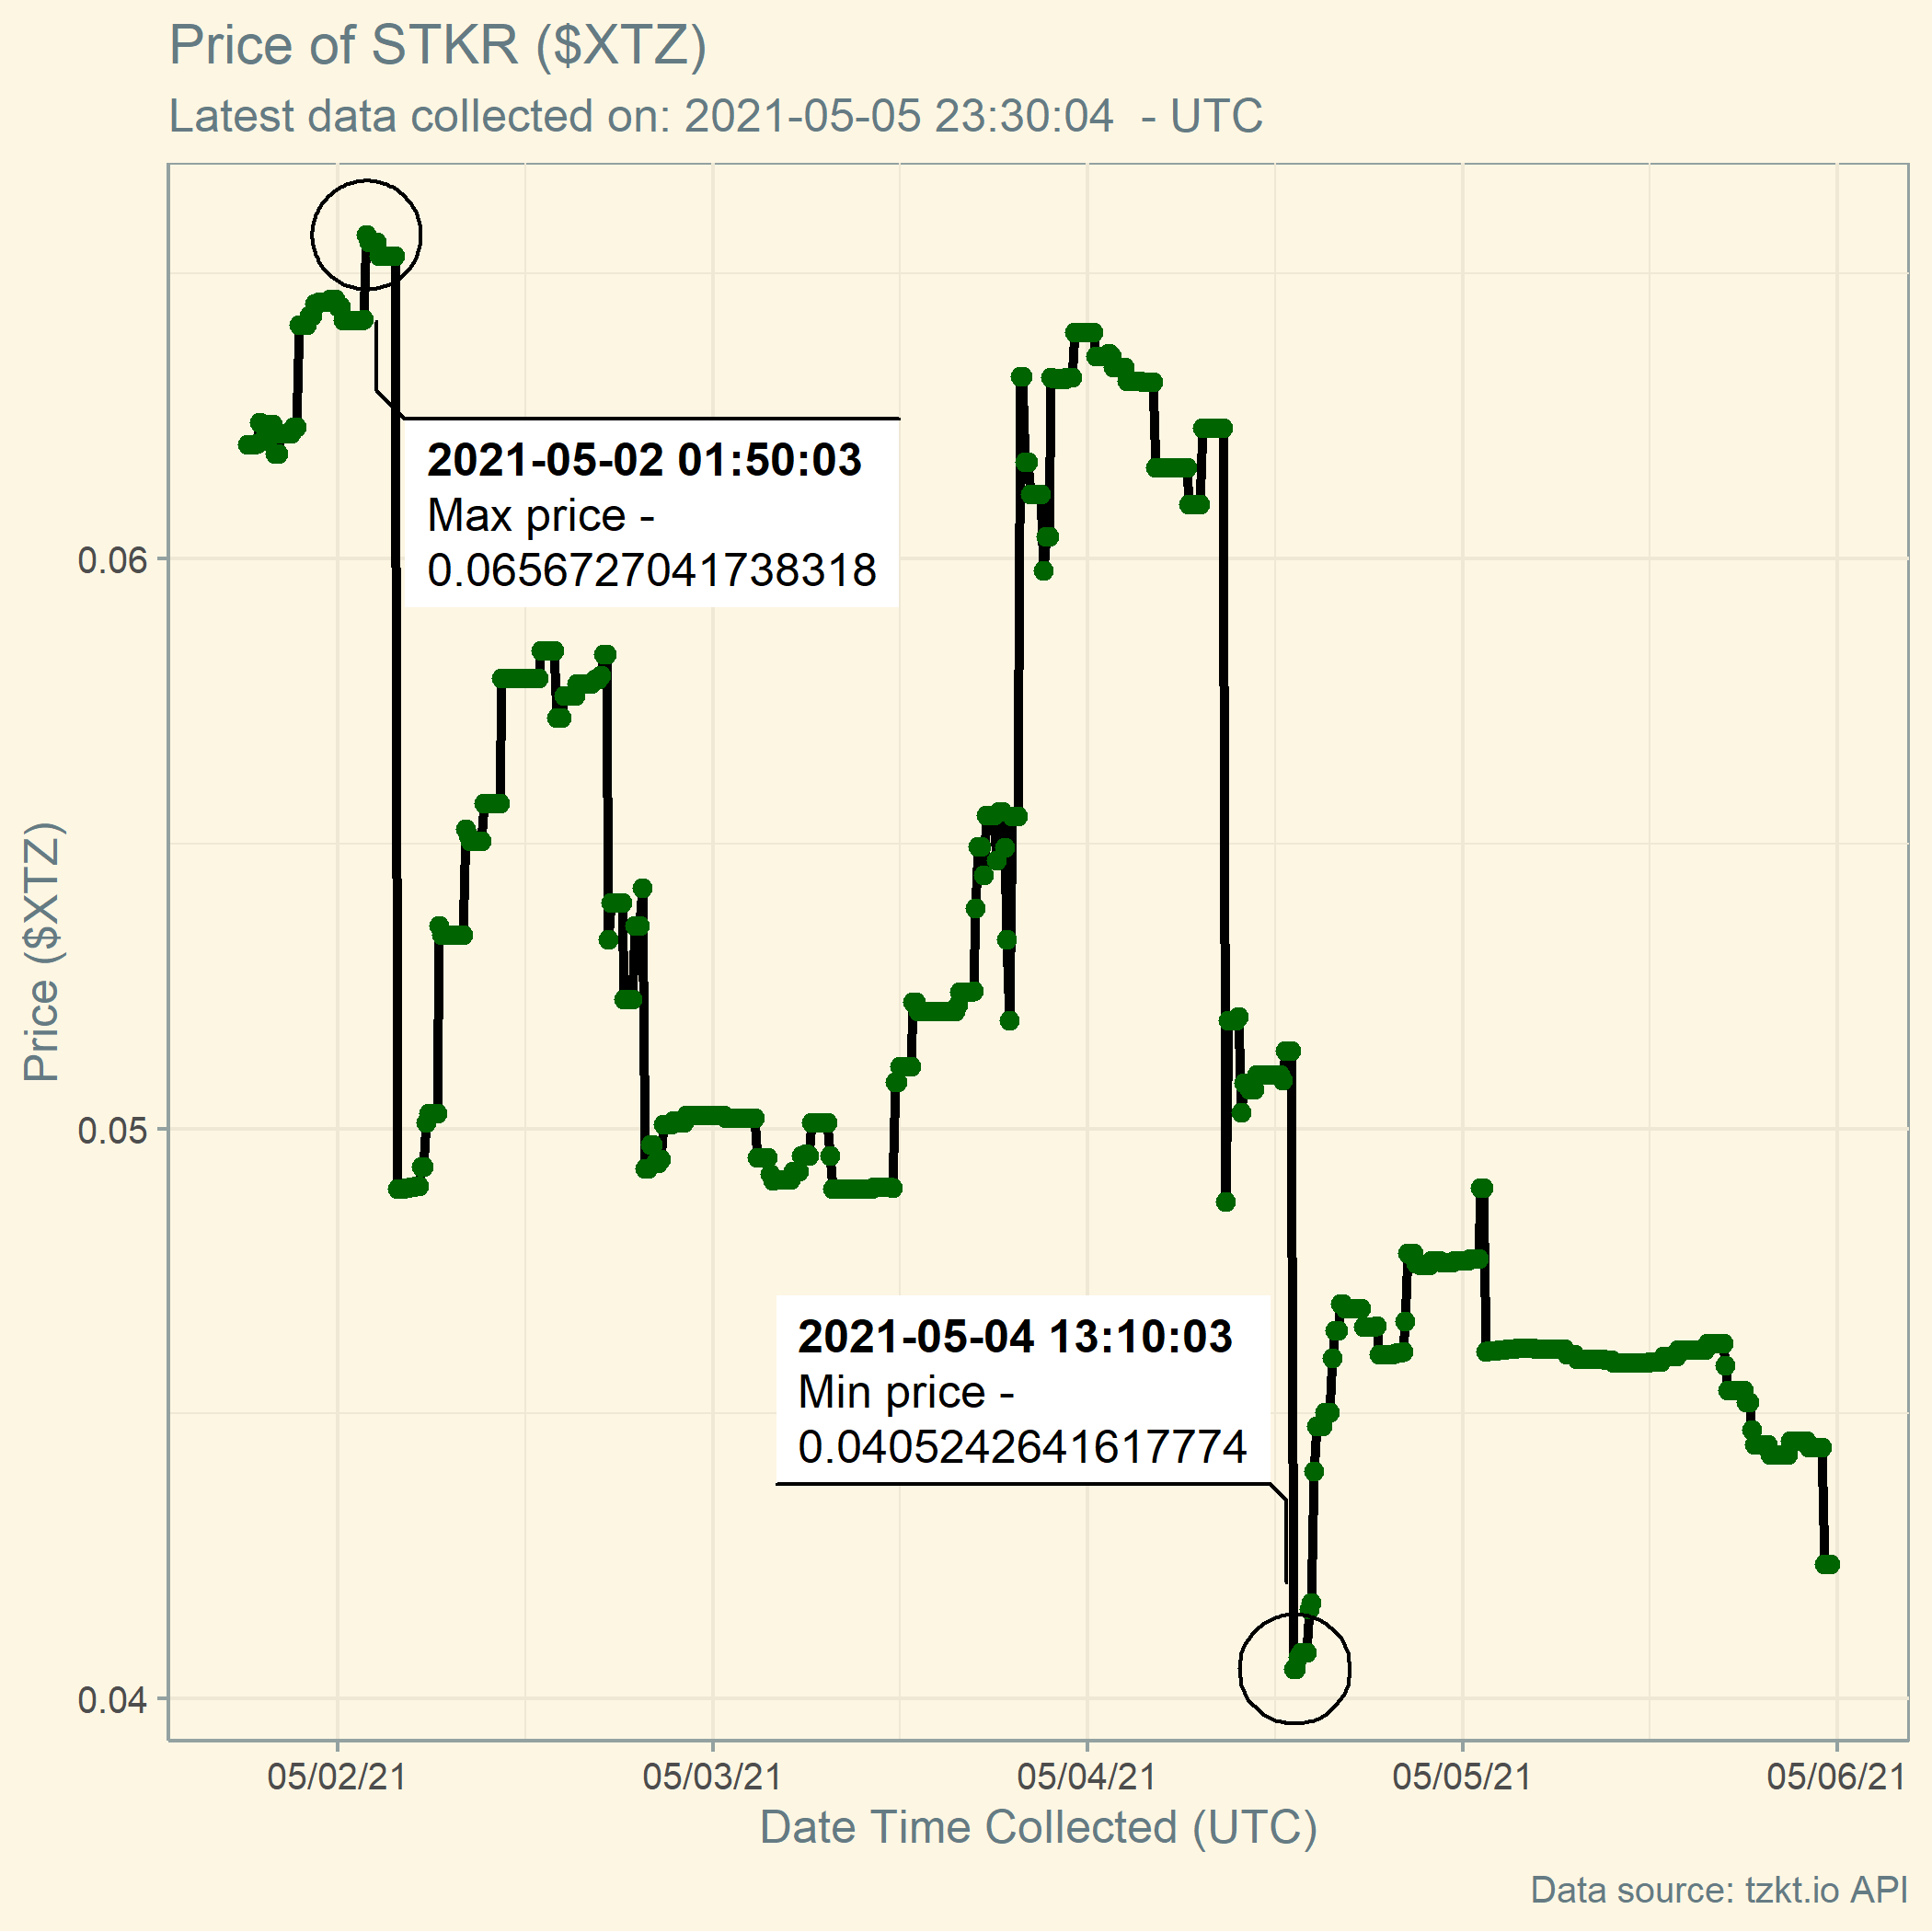 Price of STKR ($XTZ)
Latest data collected on: 2021-05-05 23:30:04  - UTC
2021-05-02 01:50:03
Max price -
0.0656727041738318
0.06
Price ($XTZ)
0.05
2021-05-04 13:10:03
Min price -
0.0405242641617774
0.04
05/02/21
05/03/21
05/04/21
05/05/21
05/06/21
Date Time Collected (UTC)
Data source: tzkt.io API